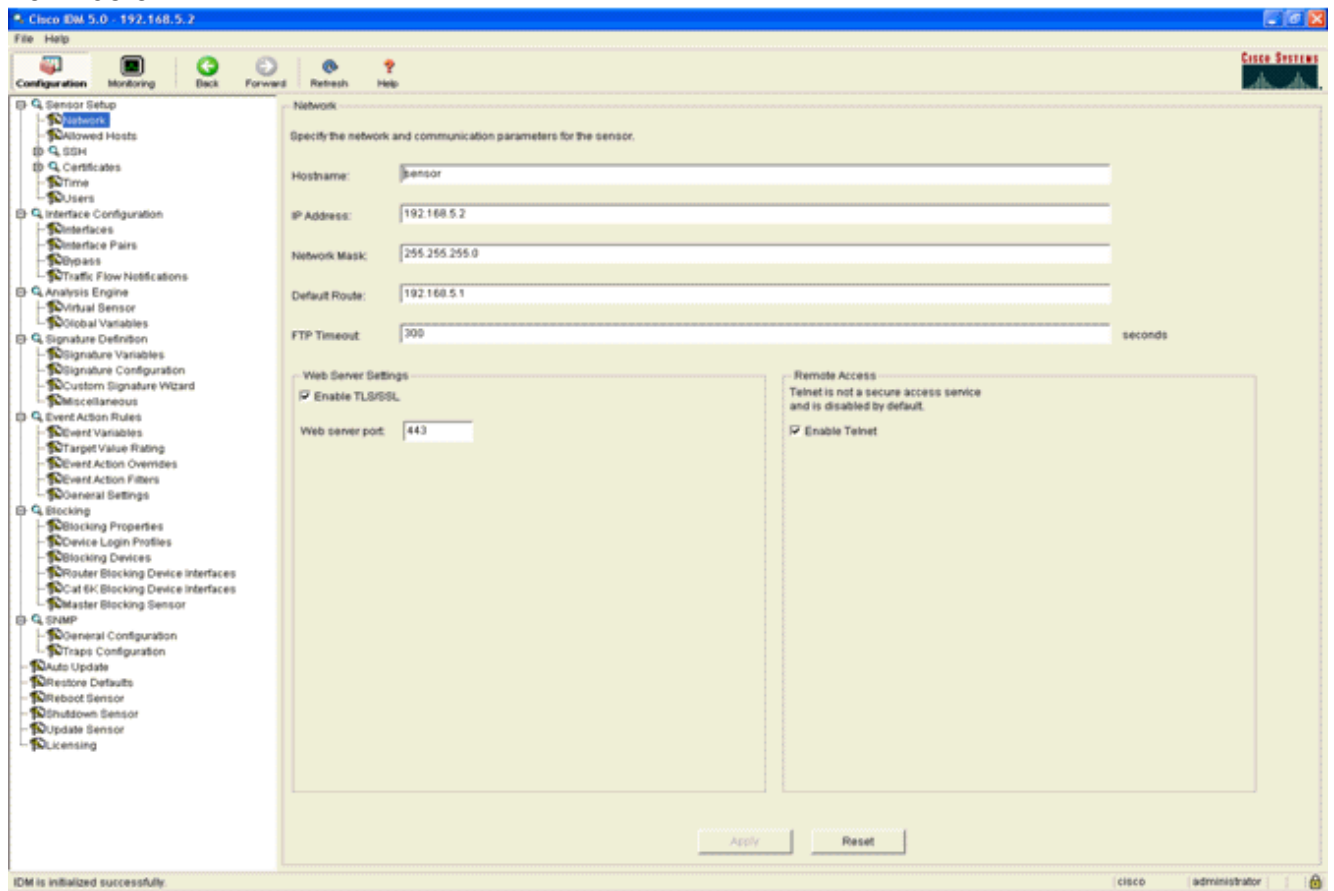 Cisco IDM 5.0 - 192.168.5.2
File Help
Configuration Monitoring Back Forward Refresh Help
CISCO SYSTEMS
Sensor Setup
Network
Allowed Hosts
SSH
Certificates
Time
Users
Interface Configuration
Interfaces
Interface Pairs
Bypass
Traffic Flow Notifications
Analysis Engine
Virtual Sensor
Global Variables
Signature Definition
Signature Variables
Signature Configuration
Custom Signature Wizard
Miscellaneous
Event Action Rules
Event Variables
Target Value Rating
Event Action Overrides
Event Action Filters
General Settings
Blocking
Blocking Properties
Device Login Profiles
Blocking Devices
Router Blocking Device Interfaces
Cat 6K Blocking Device Interfaces
Master Blocking Sensor
SNMP
General Configuration
Traps Configuration
Auto Update
Restore Defaults
Reboot Sensor
Shutdown Sensor
Update Sensor
Licensing
Network
Specify the network and communication parameters for the sensor.
Hostname: sensor
IP Address: 192.168.5.2
Network Mask: 255.255.255.0
Default Route: 192.168.5.1
FTP Timeout: 300 seconds
Web Server Settings
Enable TLS/SSL
Web server port: 443
Remote Access
Telnet is not a secure access service
and is disabled by default.
Enable Telnet
Apply Reset
IDM is initialized successfully.
cisco administrator